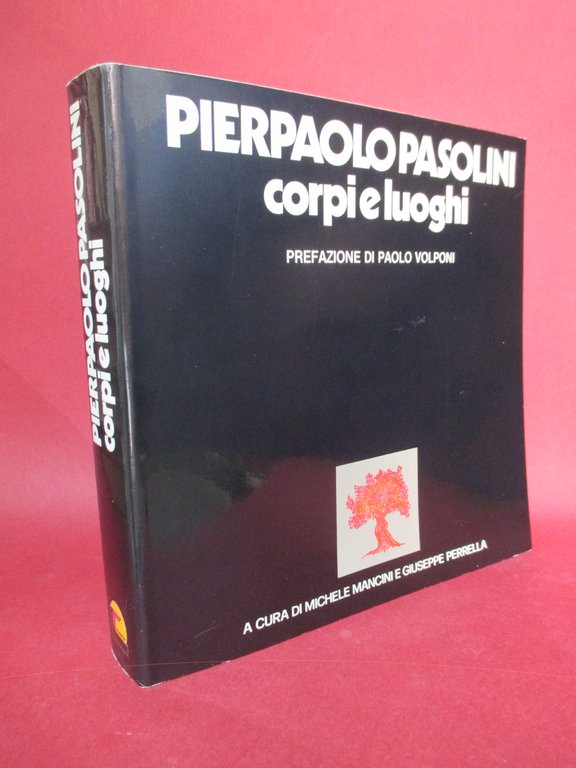 PIERPAOLO PASOLINI
corpi e luoghi
PREFAZIONE DI PAOLO VOLPONI
A CURA DI MICHELE MANCINI E GIUSEPPE PERRELLA
PIERPAOLO PASOLINI
corpi e luoghi